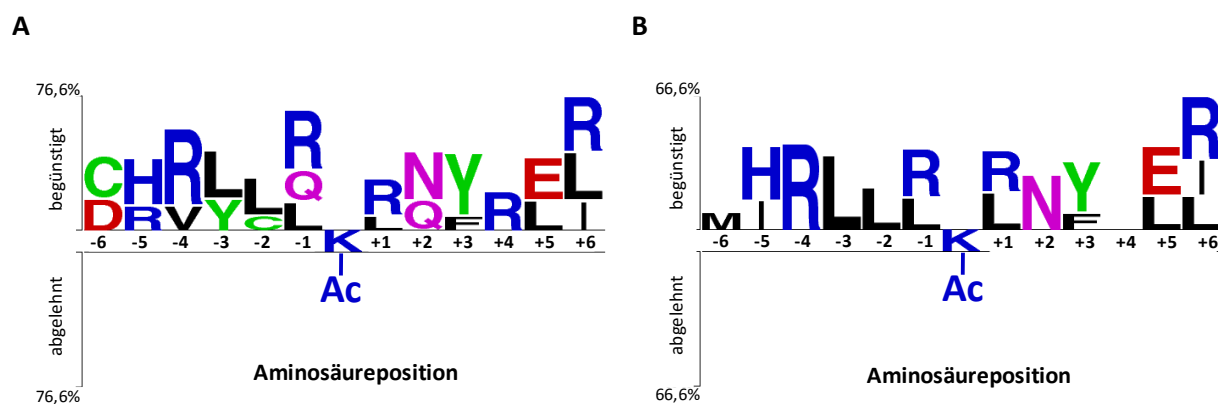 A
B
76,6%
begünstigt
abgelehnt
76,6%
C H R L L R K R N Y R E R
D R V Y C Q L Q F L L
L I
-6 -5 -4 -3 -2 -1 +1 +2 +3 +4 +5 +6
Ac
Aminosäureposition
66,6%
begünstigt
abgelehnt
66,6%
M H R L L R K R N Y E R
I L L F L I
L
-6 -5 -4 -3 -2 -1 +1 +2 +3 +4 +5 +6
Ac
Aminosäureposition